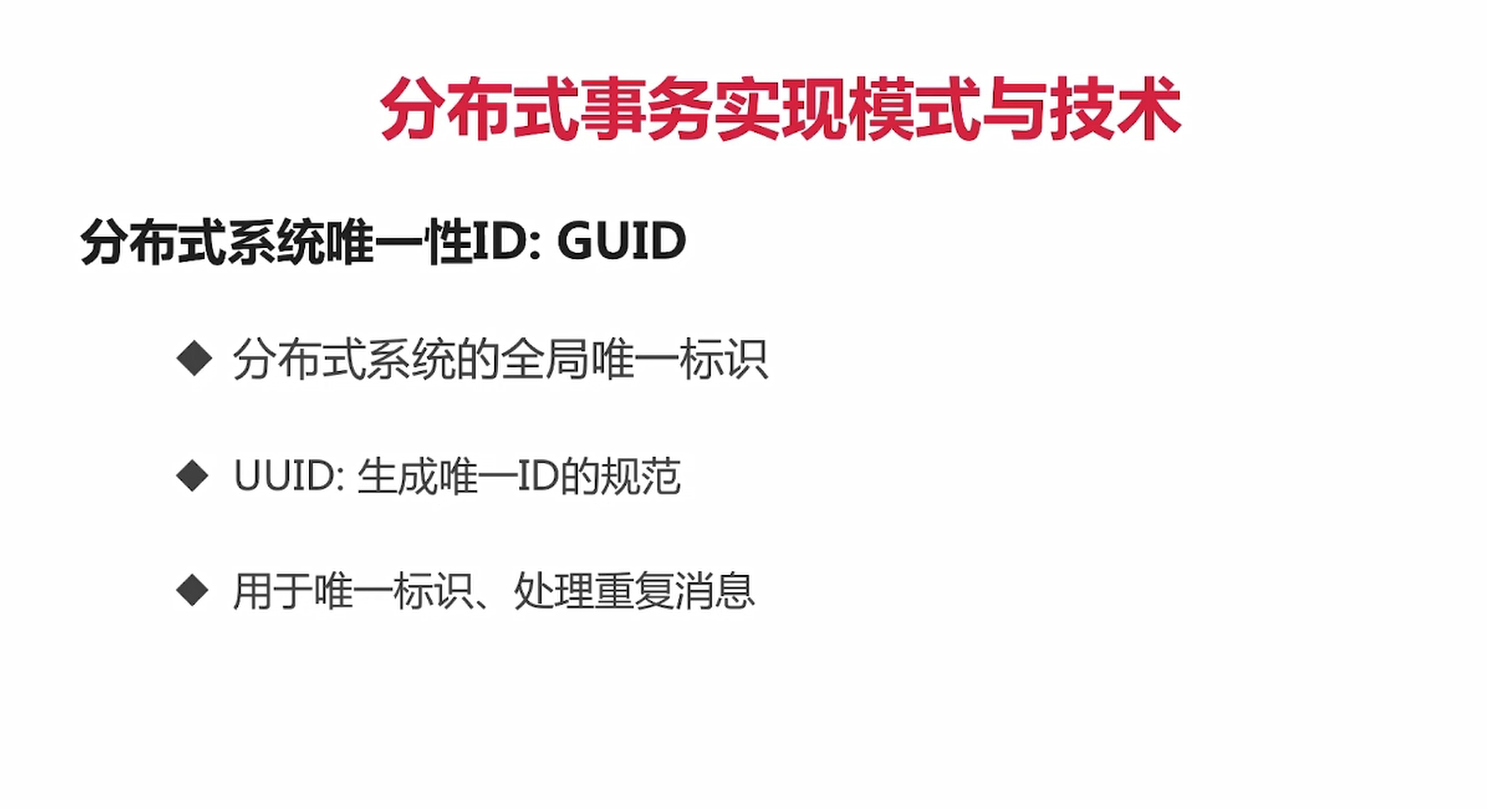 分布式事务实现模式与技术
分布式系统唯一性ID: GUID
◆ 分布式系统的全局唯一标识
◆ UUID: 生成唯一ID的规范
◆ 用于唯一标识、处理重复消息